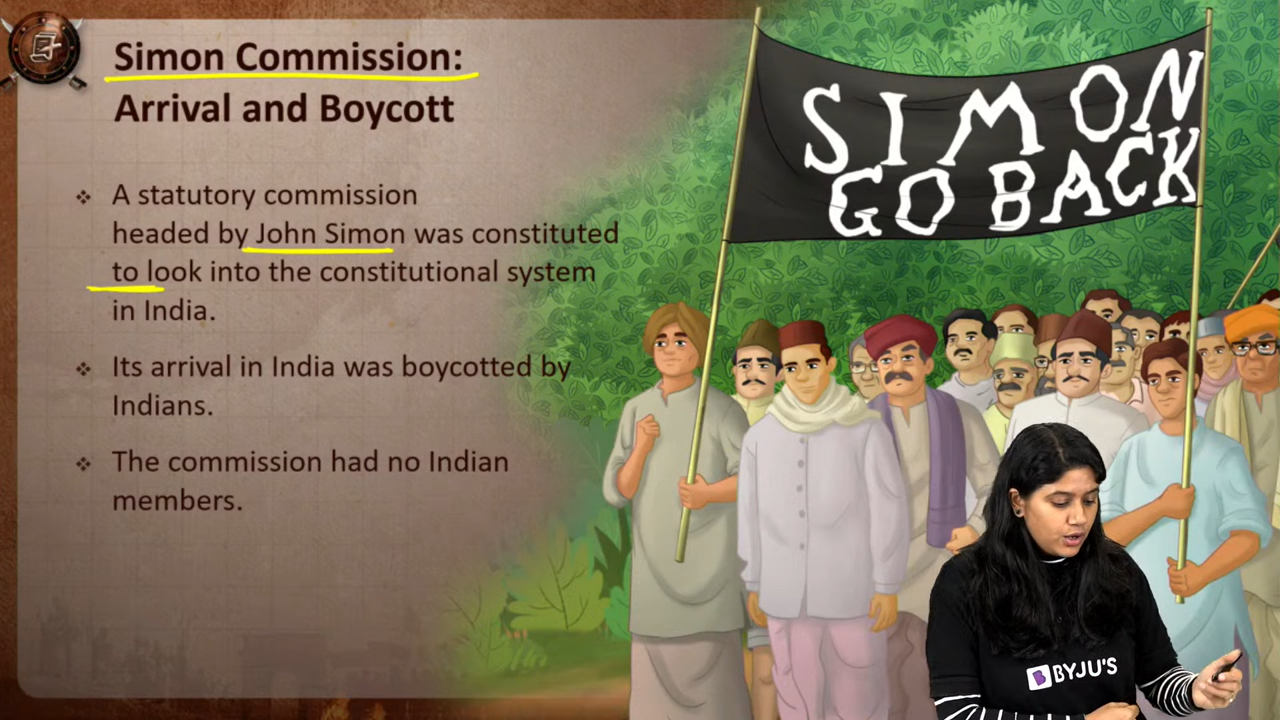 Simon Commission:
Arrival and Boycott
A statutory commission
headed by John Simon was constituted
to look into the constitutional system
in India.
Its arrival in India was boycotted by
Indians.
The commission had no Indian
members.
SIMON
GO BACK
BYJU'S